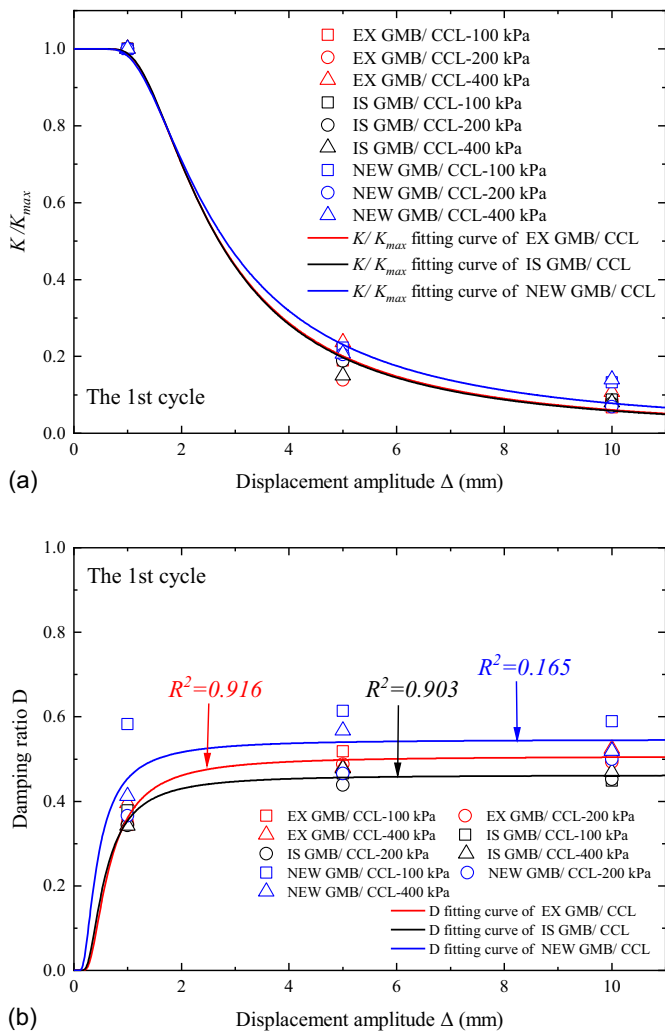 1.0
0.8
0.6
0.4
0.2
0.0
K/K_max
EX GMB/ CCL-100 kPa
EX GMB/ CCL-200 kPa
EX GMB/ CCL-400 kPa
IS GMB/ CCL-100 kPa
IS GMB/ CCL-200 kPa
IS GMB/ CCL-400 kPa
NEW GMB/ CCL-100 kPa
NEW GMB/ CCL-200 kPa
NEW GMB/ CCL-400 kPa
K/ K_max fitting curve of EX GMB/ CCL
K/ K_max fitting curve of IS GMB/ CCL
K/ K_max fitting curve of NEW GMB/ CCL
The 1st cycle
0 2 4 6 8 10
(a) Displacement amplitude Δ (mm)
1.0
0.8
0.6
0.4
0.2
0.0
Damping ratio D
The 1st cycle
R²=0.916
R²=0.903
R²=0.165
EX GMB/ CCL-100 kPa EX GMB/ CCL-200 kPa
EX GMB/ CCL-400 kPa IS GMB/ CCL-100 kPa
IS GMB/ CCL-200 kPa IS GMB/ CCL-400 kPa
NEW GMB/ CCL-100 kPa NEW GMB/ CCL-200 kPa
NEW GMB/ CCL-400 kPa
D fitting curve of EX GMB/ CCL
D fitting curve of IS GMB/ CCL
D fitting curve of NEW GMB/ CCL
0 2 4 6 8 10
(b) Displacement amplitude Δ (mm)